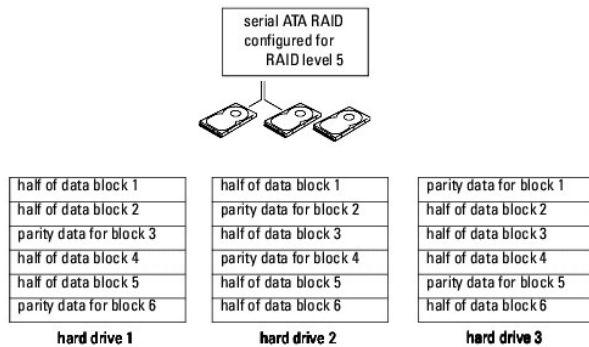 serial ATA RAID
configured for
RAID level 5
half of data block 1
half of data block 2
parity data for block 3
half of data block 4
half of data block 5
parity data for block 6
hard drive 1
half of data block 1
parity data for block 2
half of data block 3
parity data for block 4
half of data block 5
half of data block 6
hard drive 2
parity data for block 1
half of data block 2
half of data block 3
half of data block 4
parity data for block 5
half of data block 6
hard drive 3